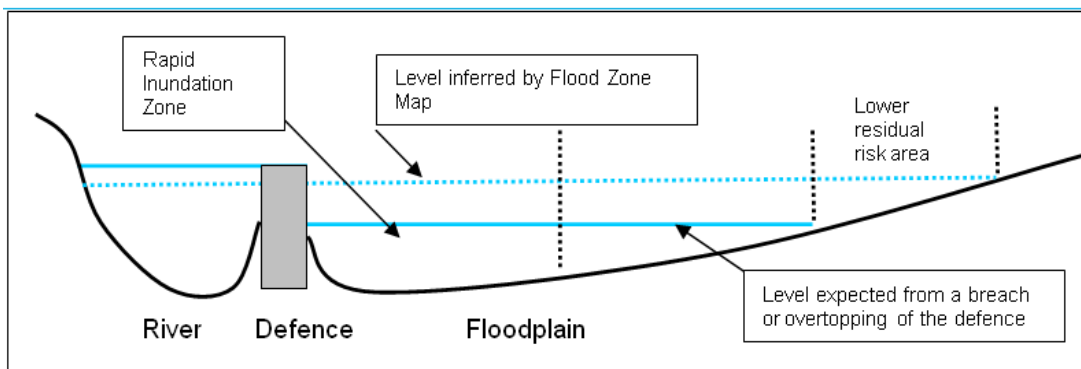 Rapid
Inundation
Zone
Level inferred by Flood Zone
Map
Lower
residual
risk area
Level expected from a breach
or overtopping of the defence
River
Defence
Floodplain